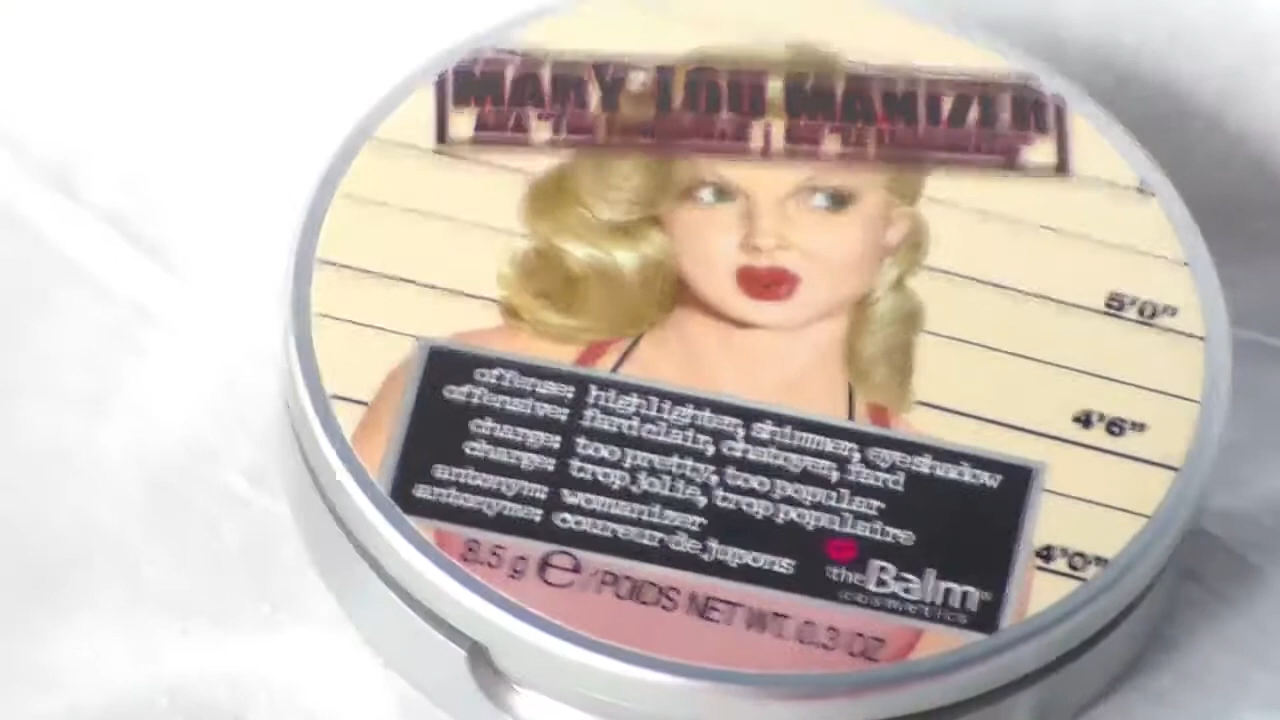 MARY-LOU MANIZER
5'0"
4'6"
4'0"
offense: highlighter, shimmer, eyeshadow
offensive: fard clair, chatoyer, fard
charge: too pretty, too popular
charge: trop jolie, trop populaire
antonym: womanizer
antonyme: coureur de jupons
theBalm®
cosmetics
8.5 g ℮ / POIDS NET WT. 0.3 OZ